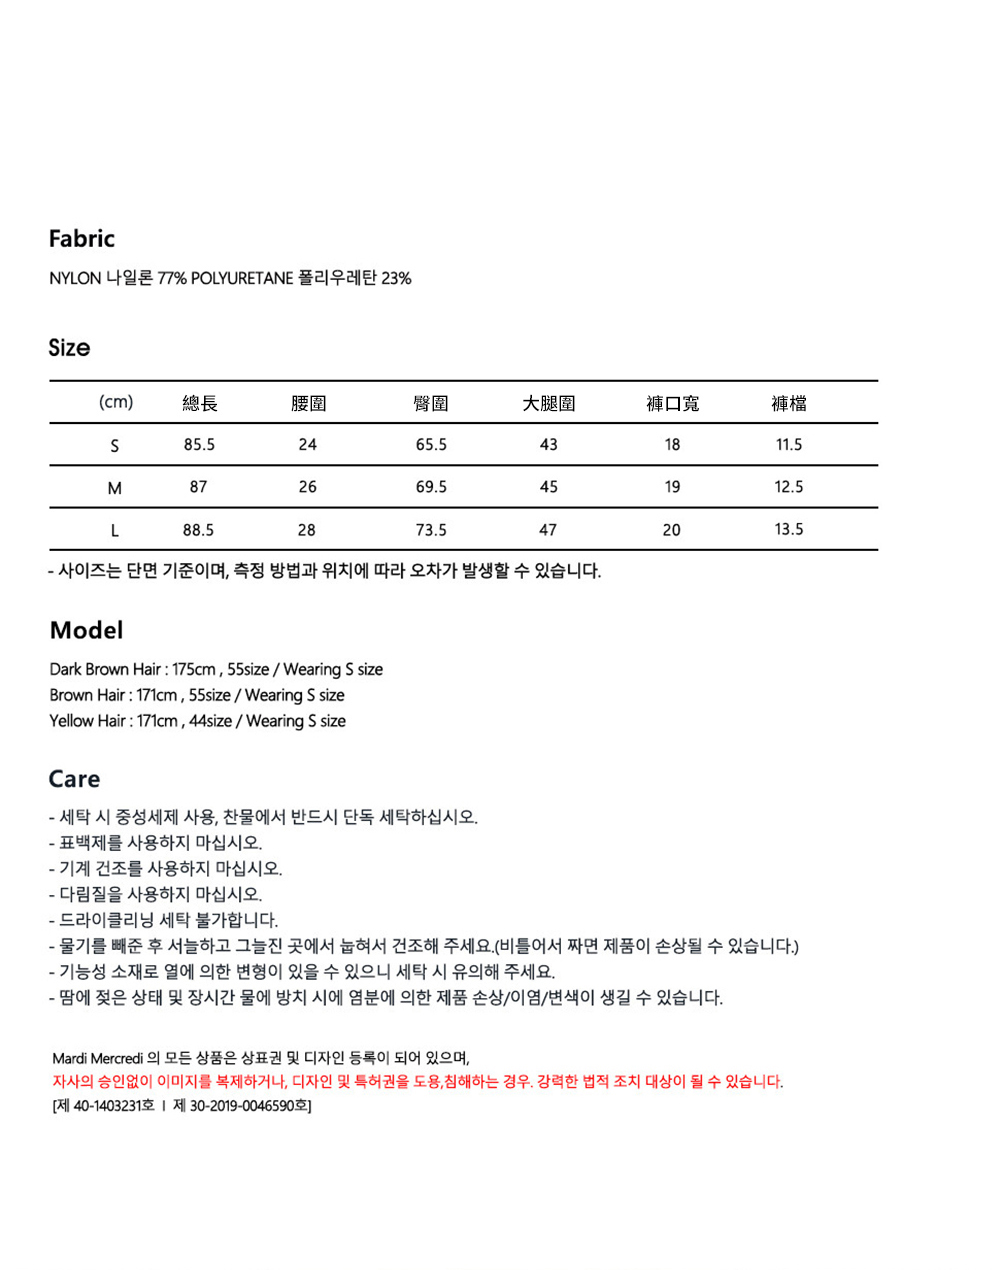 Fabric
NYLON 나일론 77% POLYURETANE 폴리우레탄 23%
Size
(cm) 總長 腰圍 臀圍 大腿圍 褲口寬 褲檔
S 85.5 24 65.5 43 18 11.5
M 87 26 69.5 45 19 12.5
L 88.5 28 73.5 47 20 13.5
- 사이즈는 단면 기준이며, 측정 방법과 위치에 따라 오차가 발생할 수 있습니다.
Model
Dark Brown Hair : 175cm , 55size / Wearing S size
Brown Hair : 171cm , 55size / Wearing S size
Yellow Hair : 171cm , 44size / Wearing S size
Care
- 세탁 시 중성세제 사용, 찬물에서 반드시 단독 세탁하십시오.
- 표백제를 사용하지 마십시오.
- 기계 건조를 사용하지 마십시오.
- 다림질을 사용하지 마십시오.
- 드라이클리닝 세탁 불가합니다.
- 물기를 빼준 후 서늘하고 그늘진 곳에서 눕혀서 건조해 주세요.(비틀어서 짜면 제품이 손상될 수 있습니다.)
- 기능성 소재로 열에 의한 변형이 있을 수 있으니 세탁 시 유의해 주세요.
- 땀에 젖은 상태 및 장시간 물에 방치 시에 염분에 의한 제품 손상/이염/변색이 생길 수 있습니다.
Mardi Mercredi 의 모든 상품은 상표권 및 디자인 등록이 되어 있으며,
자사의 승인없이 이미지를 복제하거나, 디자인 및 특허권을 도용,침해하는 경우. 강력한 법적 조치 대상이 될 수 있습니다.
[제 40-1403231호 ㅣ 제 30-2019-0046590호]